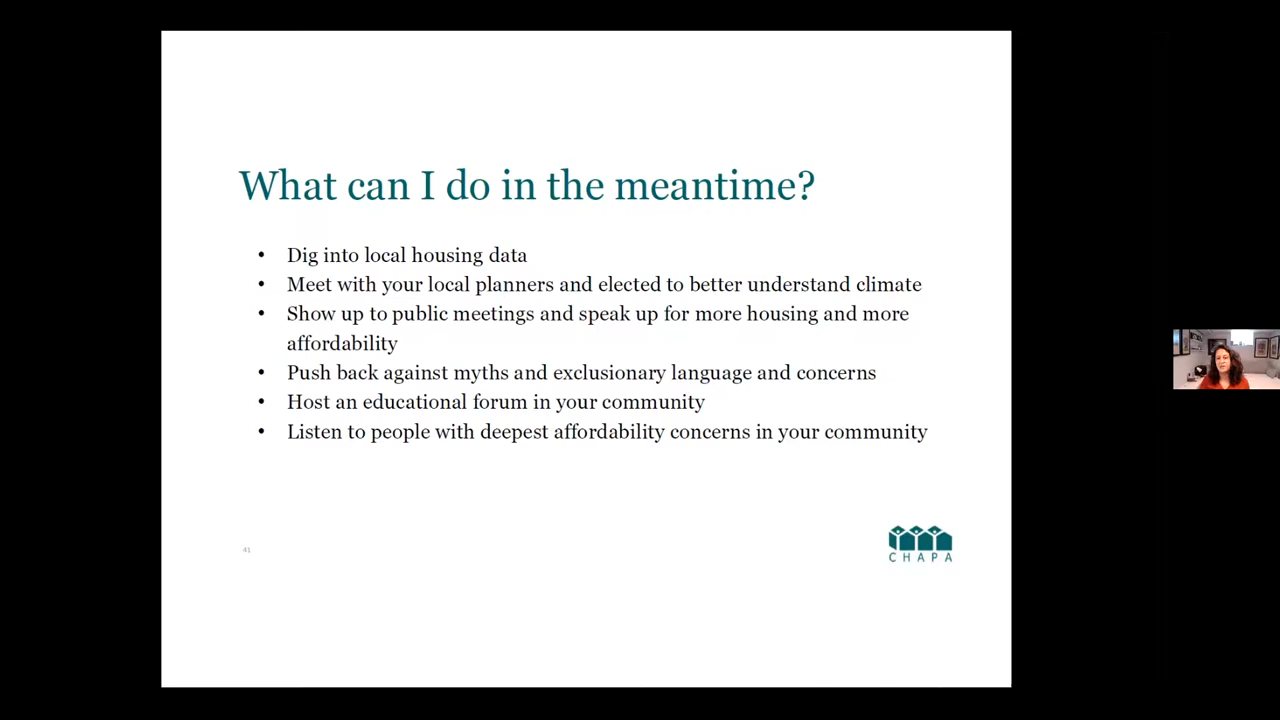 What can I do in the meantime?
• Dig into local housing data
• Meet with your local planners and elected to better understand climate
• Show up to public meetings and speak up for more housing and more
affordability
• Push back against myths and exclusionary language and concerns
• Host an educational forum in your community
• Listen to people with deepest affordability concerns in your community
41
CHAPA